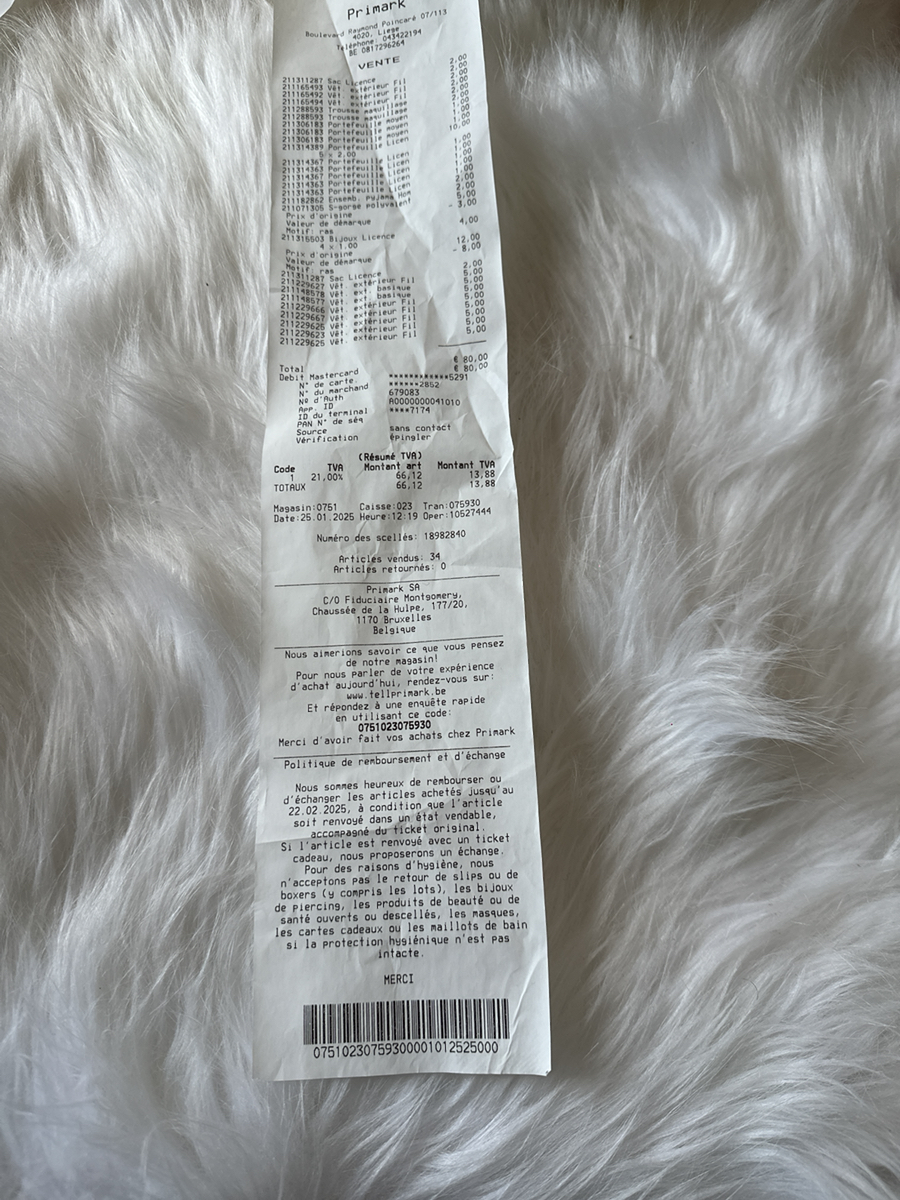 Primark
Boulevard Raymond Poincaré 07/113
4020, Liege
Téléphone: 043422194
BE 0817296264
VENTE
211311287 Sac Licence 2,00
211165493 Vêt. extérieur Fil 2,00
211165492 Vêt. extérieur Fil 2,00
211165494 Vêt. extérieur Fil 2,00
211288593 Trousse maquillage 2,00
211288593 Trousse maquillage 2,00
211306183 Portefeuille moyen 1,00
211306183 Portefeuille moyen 1,00
211306183 Portefeuille moyen 1,00
211314389 Portefeuille Licen 10,00
5 x 2,00
211314367 Portefeuille Licen 1,00
211314367 Portefeuille Licen 1,00
211314363 Portefeuille Licen 1,00
211314363 Portefeuille Licen 1,00
211182862 Ensemb. Pyjama Hom 2,00
211071305 S-gorge polyvalent 2,00
Prix d'origine 5,00
Valeur de démarque - 3,00
Motif: ras
211315503 Bijoux Licence 4,00
4 x 1.00
Prix d'origine 12,00
Valeur de démarque - 8,00
Motif: ras
211311287 Sac Licence 2,00
211229627 Vêt. extérieur Fil 5,00
211148578 Vêt. ext. basique 5,00
211148577 Vêt. ext. basique 5,00
211229666 Vêt. extérieur Fil 5,00
211229667 Vêt. extérieur Fil 5,00
211229625 Vêt. extérieur Fil 5,00
211229623 Vêt. extérieur Fil 5,00
211229625 Vêt. extérieur Fil 5,00
Total € 80,00
Debit Mastercard € 80,00
N° de carte. ************5291
N° du marchand ******2852
Nº d'Auth 679083
App. ID A0000000041010
ID du terminal ****7174
PAN N° de séq
Source sans contact
Vérification épingler
(Résumé TVA)
Code TVA Montant art Montant TVA
1 21,00% 66,12 13,88
TOTAUX 66,12 13,88
Magasin:0751 Caisse:023 Tran:075930
Date:25.01.2025 Heure:12:19 Oper:10527444
Numéro des scellés: 18982840
Articles vendus: 34
Articles retournés: 0
Primark SA
C/O Fiduciaire Montgomery,
Chaussée de la Hulpe, 177/20,
1170 Bruxelles
Belgique
Nous aimerions savoir ce que vous pensez
de notre magasin!
Pour nous parler de votre expérience
d'achat aujourd'hui, rendez-vous sur:
www.tellprimark.be
Et répondez à une enquête rapide
en utilisant ce code:
0751023075930
Merci d'avoir fait vos achats chez Primark
Politique de remboursement et d'échange
Nous sommes heureux de rembourser ou
d'échanger les articles achetés jusqu'au
22.02.2025, à condition que l'article
soit renvoyé dans un état vendable,
accompagné du ticket original.
Si l'article est renvoyé avec un ticket
cadeau, nous proposerons un échange.
Pour des raisons d'hygiène, nous
n'acceptons pas le retour de slips ou de
boxers (y compris les lots), les bijoux
de piercing, les produits de beauté ou de
santé ouverts ou descellés, les masques,
les cartes cadeaux ou les maillots de bain
si la protection hygiénique n'est pas
intacte.
MERCI
07510230759300001012525000